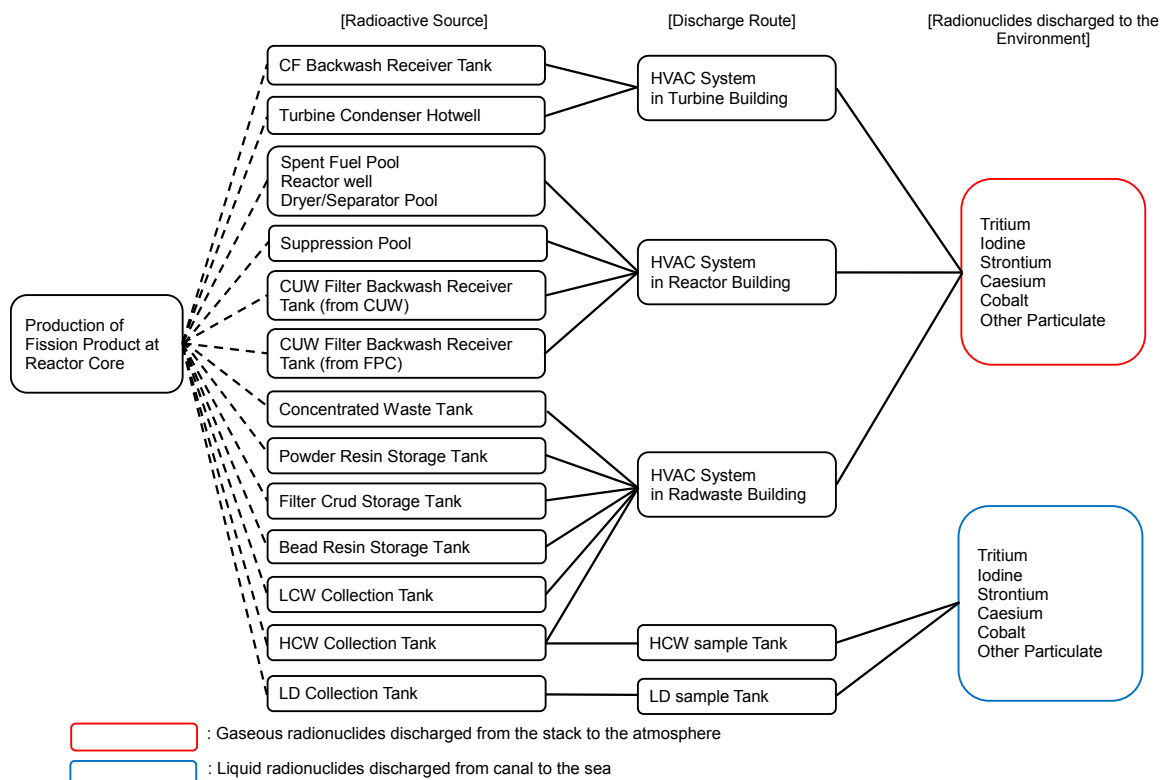 [Radioactive Source]
[Discharge Route]
[Radionuclides discharged to the
Environment]
CF Backwash Receiver Tank
Turbine Condenser Hotwell
Spent Fuel Pool
Reactor well
Dryer/Separator Pool
Suppression Pool
CUW Filter Backwash Receiver
Tank (from CUW)
CUW Filter Backwash Receiver
Tank (from FPC)
Concentrated Waste Tank
Powder Resin Storage Tank
Filter Crud Storage Tank
Bead Resin Storage Tank
LCW Collection Tank
HCW Collection Tank
LD Collection Tank
Production of
Fission Product at
Reactor Core
HVAC System
in Turbine Building
HVAC System
in Reactor Building
HVAC System
in Radwaste Building
HCW sample Tank
LD sample Tank
Tritium
Iodine
Strontium
Caesium
Cobalt
Other Particulate
Tritium
Iodine
Strontium
Caesium
Cobalt
Other Particulate
: Gaseous radionuclides discharged from the stack to the atmosphere
: Liquid radionuclides discharged from canal to the sea